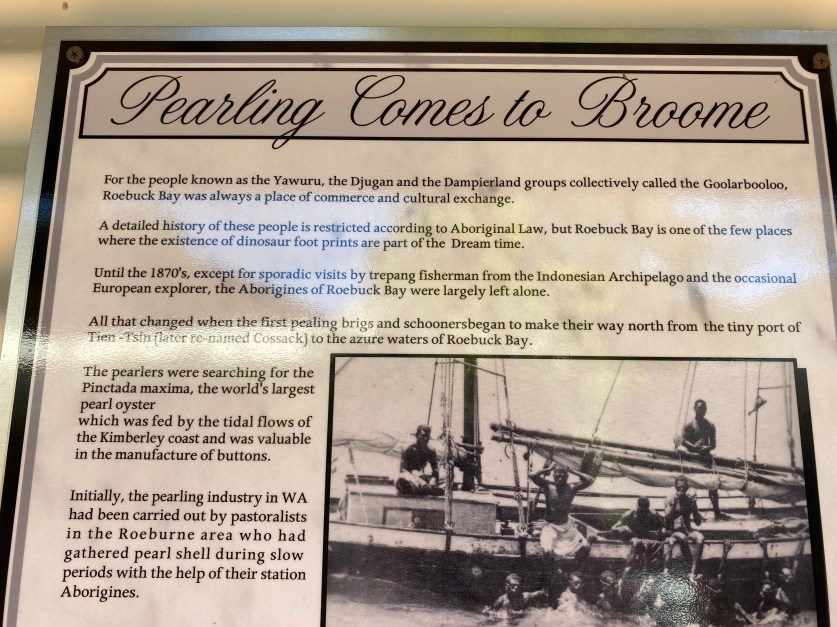 Pearling Comes to Broome
For the people known as the Yawuru, the Djugan and the Dampierland groups collectively called the Goolarbooloo,
Roebuck Bay was always a place of commerce and cultural exchange.
A detailed history of these people is restricted according to Aboriginal Law, but Roebuck Bay is one of the few places
where the existence of dinosaur foot prints are part of the Dream time.
Until the 1870's, except for sporadic visits by trepang fisherman from the Indonesian Archipelago and the occasional
European explorer, the Aborigines of Roebuck Bay were largely left alone.
All that changed when the first pealing brigs and schoonersbegan to make their way north from the tiny port of
Tien -Tsin (later re-named Cossack) to the azure waters of Roebuck Bay.
The pearlers were searching for the
Pinctada maxima, the world's largest
pearl oyster
which was fed by the tidal flows of
the Kimberley coast and was valuable
in the manufacture of buttons.
Initially, the pearling industry in WA
had been carried out by pastoralists
in the Roeburne area who had
gathered pearl shell during slow
periods with the help of their station
Aborigines.